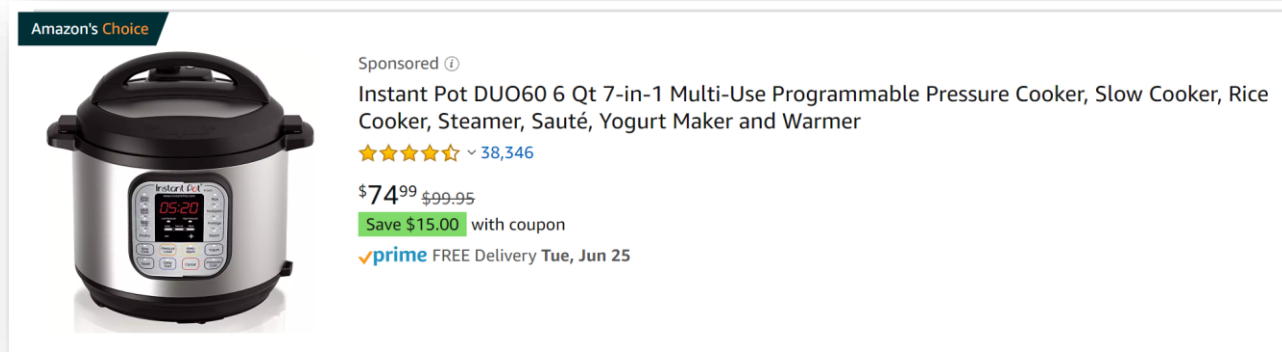 Amazon's Choice
Sponsored
Instant Pot DUO60 6 Qt 7-in-1 Multi-Use Programmable Pressure Cooker, Slow Cooker, Rice
Cooker, Steamer, Sauté, Yogurt Maker and Warmer
38,346
$74.99 $99.95
Save $15.00 with coupon
prime FREE Delivery Tue, Jun 25
Instant Pot
05:20